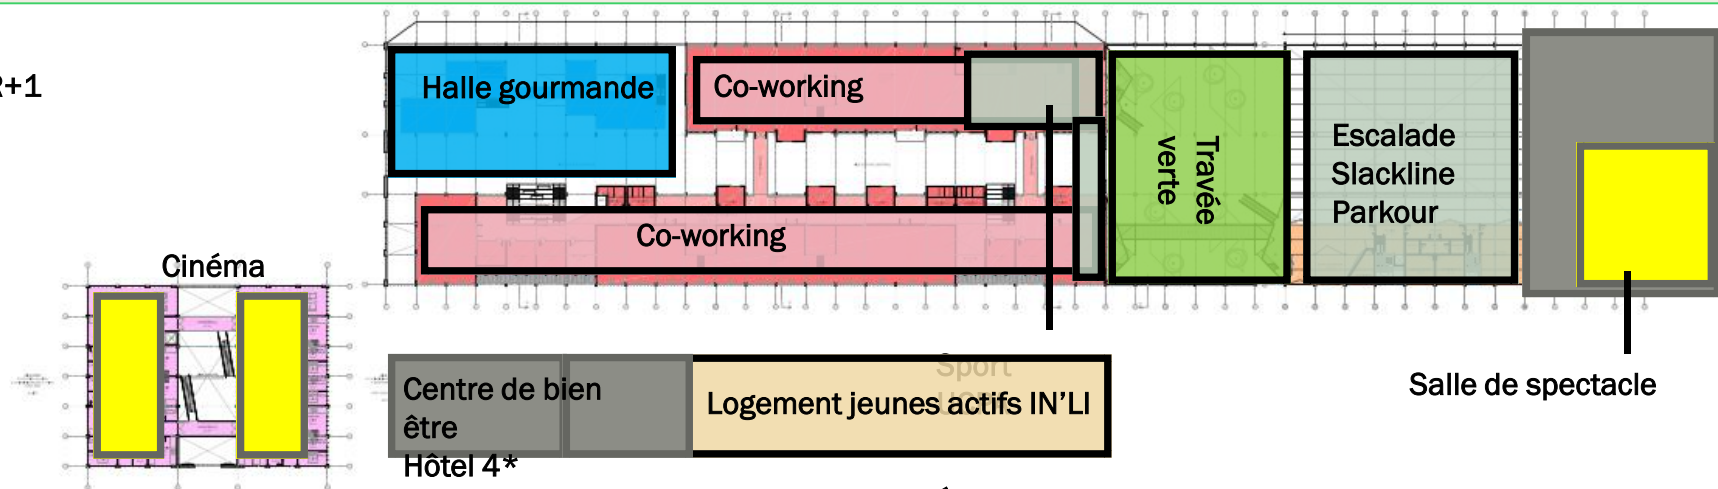 R+1
Halle gourmande
Co-working
Travée
verte
Escalade
Slackline
Parkour
Co-working
Cinéma
Sport
Centre de bien
être
Hôtel 4*
Logement jeunes actifs IN'LI
Salle de spectacle